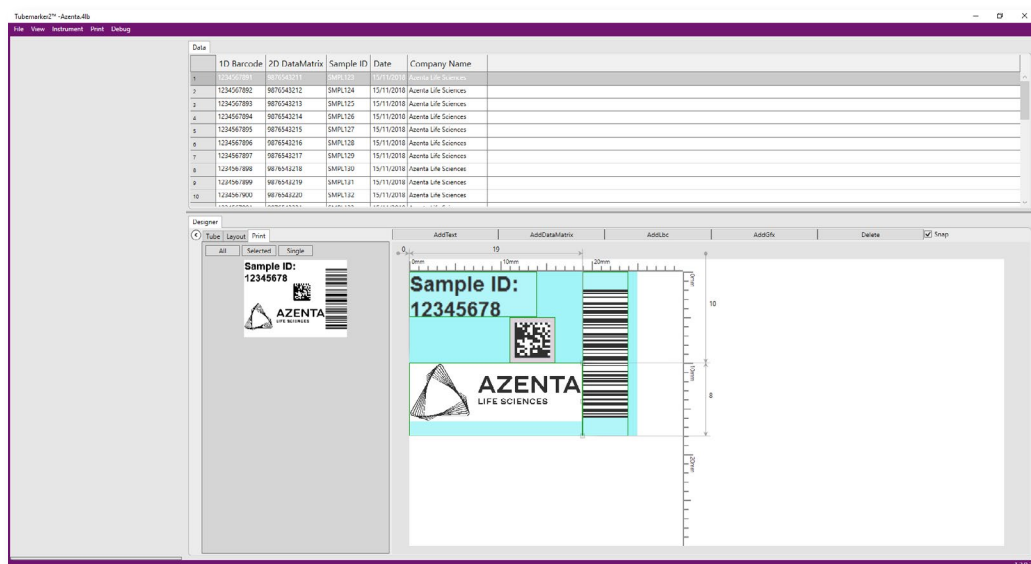 Tubemarker2™ -Azenta.4lb
File View Instrument Print Debug
Data
1D Barcode 2D DataMatrix Sample ID Date Company Name
1 1234567891 9876543211 SMPL123 15/11/2018 Azenta Life Sciences
2 1234567892 9876543212 SMPL124 15/11/2018 Azenta Life Sciences
3 1234567893 9876543213 SMPL125 15/11/2018 Azenta Life Sciences
4 1234567894 9876543214 SMPL126 15/11/2018 Azenta Life Sciences
5 1234567895 9876543215 SMPL127 15/11/2018 Azenta Life Sciences
6 1234567896 9876543216 SMPL128 15/11/2018 Azenta Life Sciences
7 1234567897 9876543217 SMPL129 15/11/2018 Azenta Life Sciences
8 1234567898 9876543218 SMPL130 15/11/2018 Azenta Life Sciences
9 1234567899 9876543219 SMPL131 15/11/2018 Azenta Life Sciences
10 1234567900 9876543220 SMPL132 15/11/2018 Azenta Life Sciences
Designer
Tube Layout Print
AddText AddDataMatrix AddLbc AddGfx Delete Snap
All Selected Single
Sample ID:
12345678
AZENTA
LIFE SCIENCES
0 19
0mm 10mm 20mm
Sample ID:
12345678
AZENTA
LIFE SCIENCES
0mm
10
10mm
8
20mm